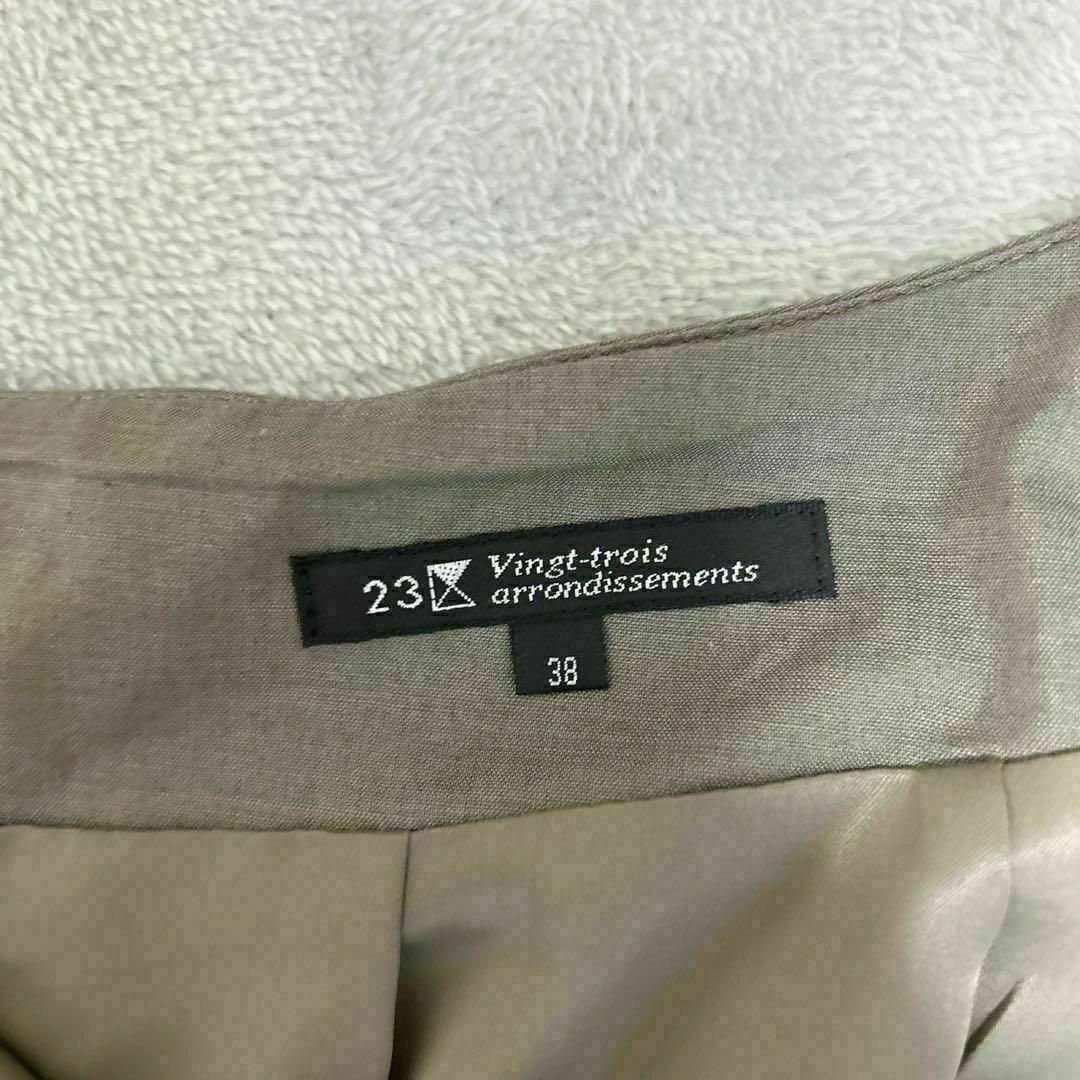 23 Vingt-trois
arrondissements
38